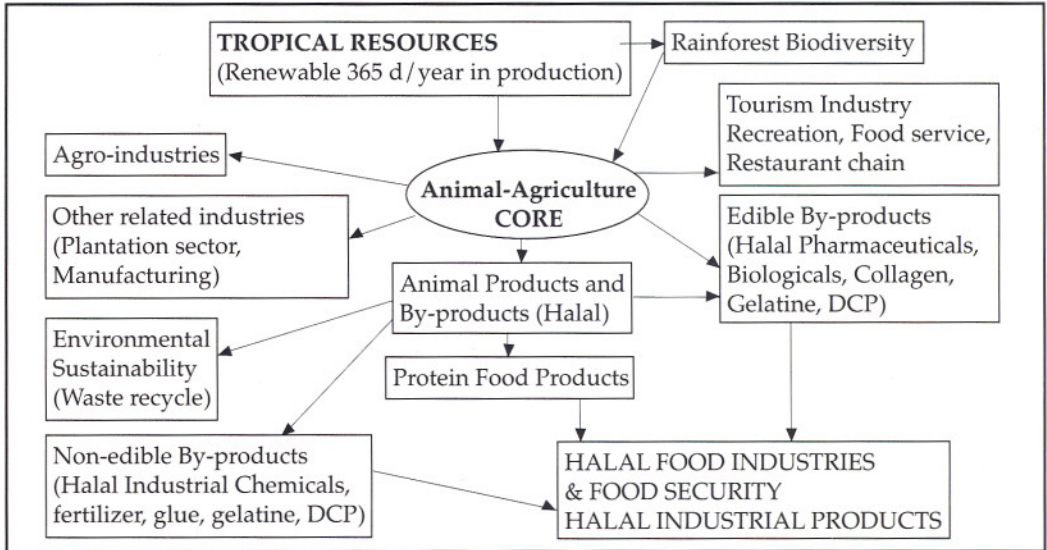 TROPICAL RESOURCES
(Renewable 365 d/year in production)
Rainforest Biodiversity
Tourism Industry
Recreation, Food service,
Restaurant chain
Agro-industries
Animal-Agriculture
CORE
Other related industries
(Plantation sector,
Manufacturing)
Edible By-products
(Halal Pharmaceuticals,
Biologicals, Collagen,
Gelatine, DCP)
Animal Products and
By-products (Halal)
Environmental
Sustainability
(Waste recycle)
Protein Food Products
Non-edible By-products
(Halal Industrial Chemicals,
fertilizer, glue, gelatine, DCP)
HALAL FOOD INDUSTRIES
& FOOD SECURITY
HALAL INDUSTRIAL PRODUCTS